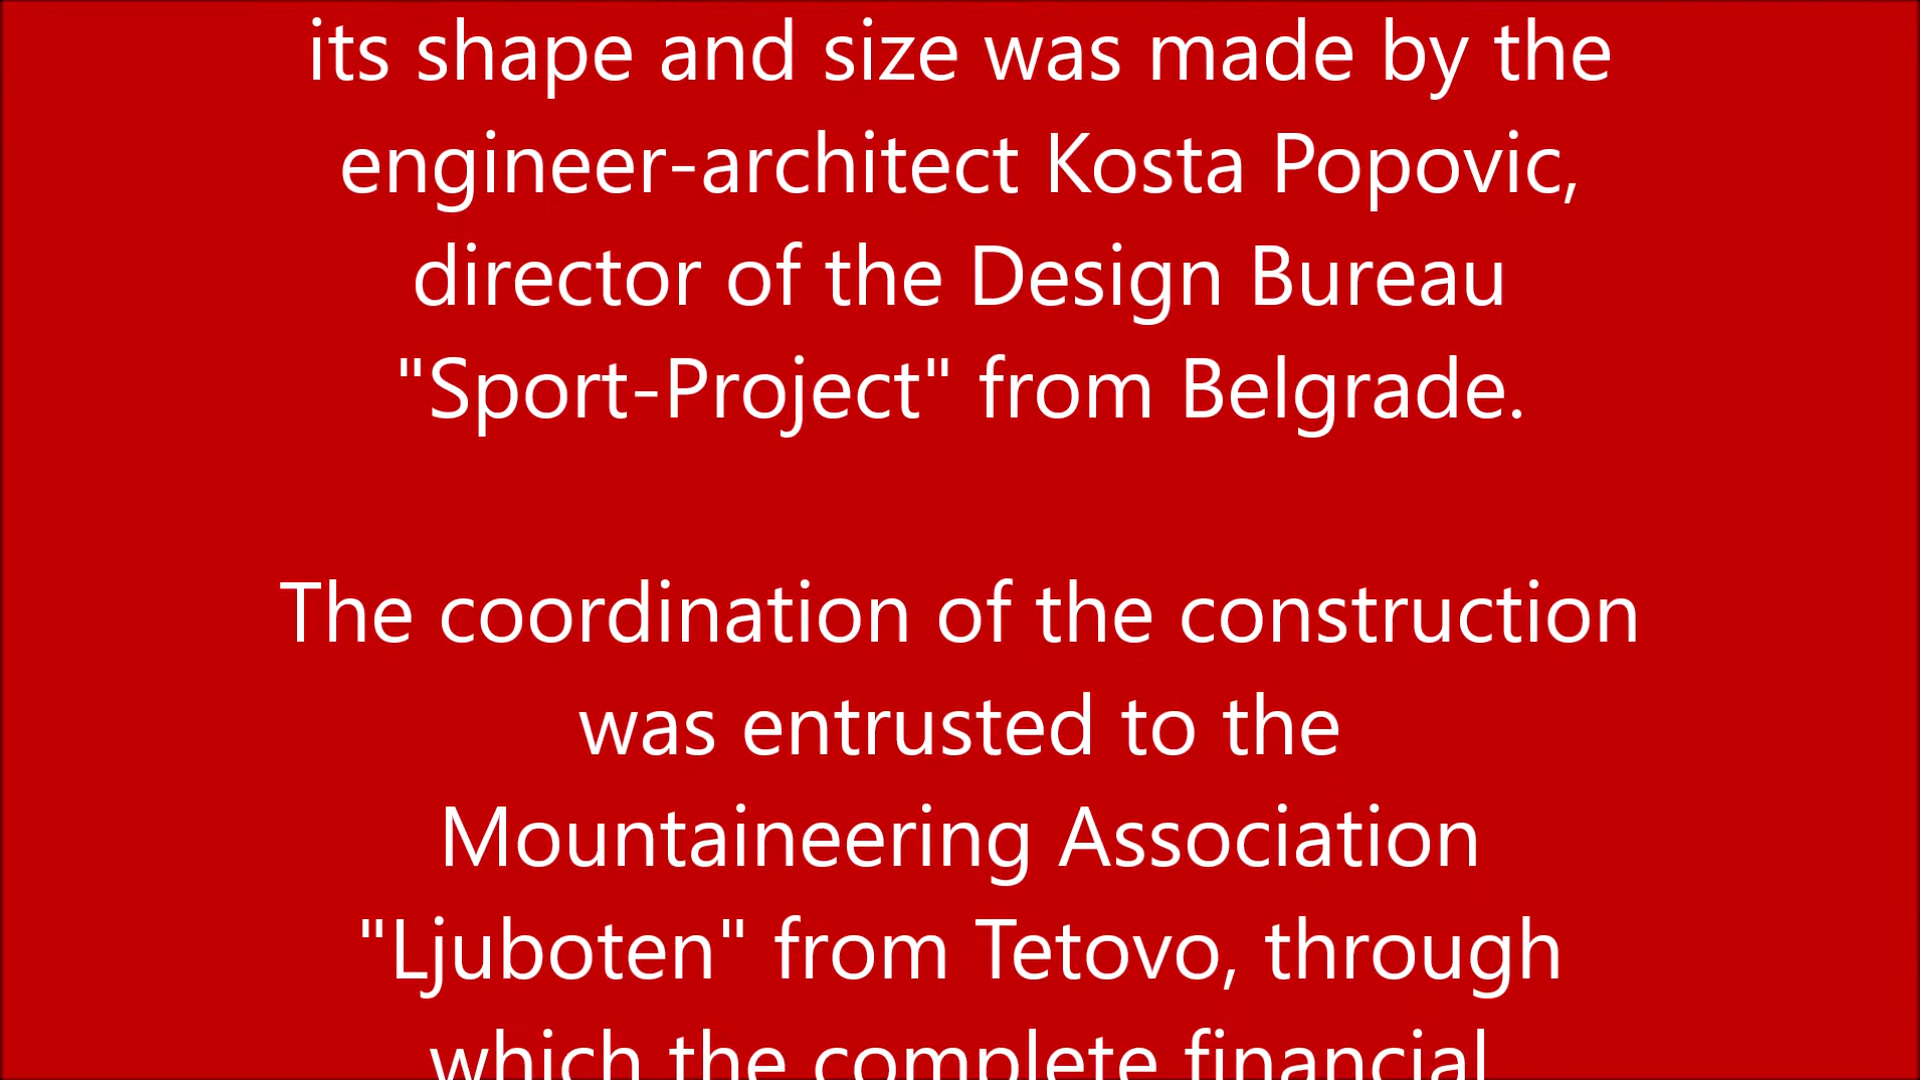 its shape and size was made by the
engineer-architect Kosta Popovic,
director of the Design Bureau
"Sport-Project" from Belgrade.
The coordination of the construction
was entrusted to the
Mountaineering Association
"Ljuboten" from Tetovo, through
which the complete financial